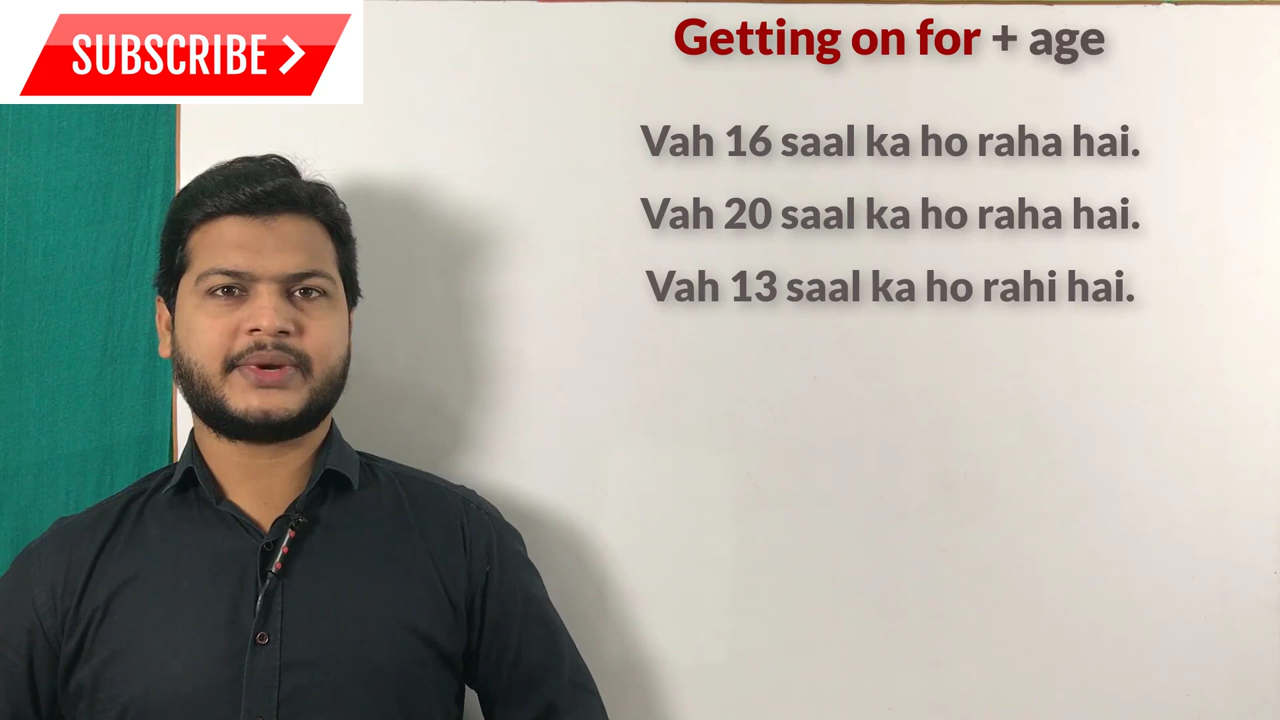 SUBSCRIBE
Getting on for + age
Vah 16 saal ka ho raha hai.
Vah 20 saal ka ho raha hai.
Vah 13 saal ka ho rahi hai.